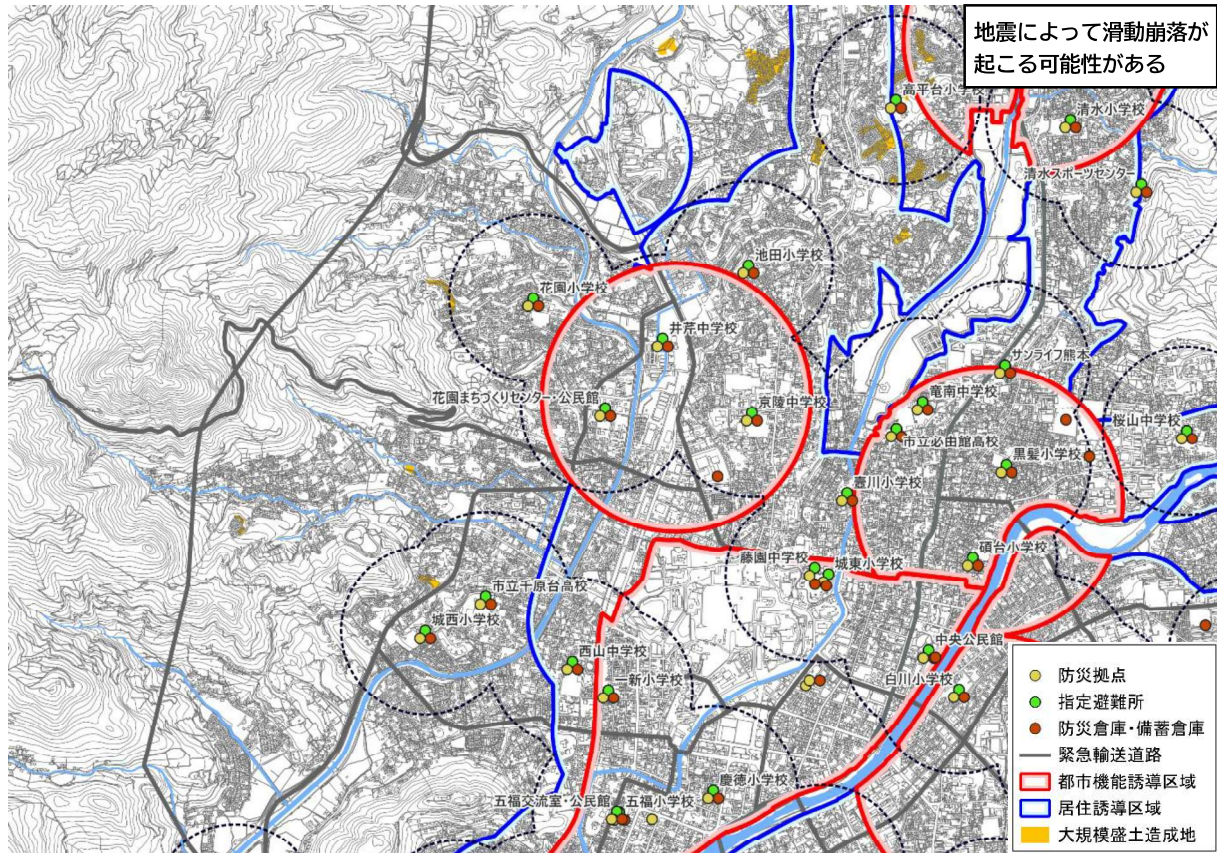 地震によって滑動崩落が
起こる可能性がある
高平台小学校
清水小学校
清水スポーツセンター
池田小学校
花園小学校
井芹中学校
サンライフ熊本
花園まちづくりセンター・公民館
京陵中学校
竜南中学校
桜山中学校
市立必由館高校
黒髪小学校
壺川小学校
藤園中学校
城東小学校
碩台小学校
市立千原台高校
城西小学校
中央公民館
西山中学校
一新小学校
白川小学校
慶徳小学校
五福交流室・公民館
五福小学校
防災拠点
指定避難所
防災倉庫・備蓄倉庫
緊急輸送道路
都市機能誘導区域
居住誘導区域
大規模盛土造成地